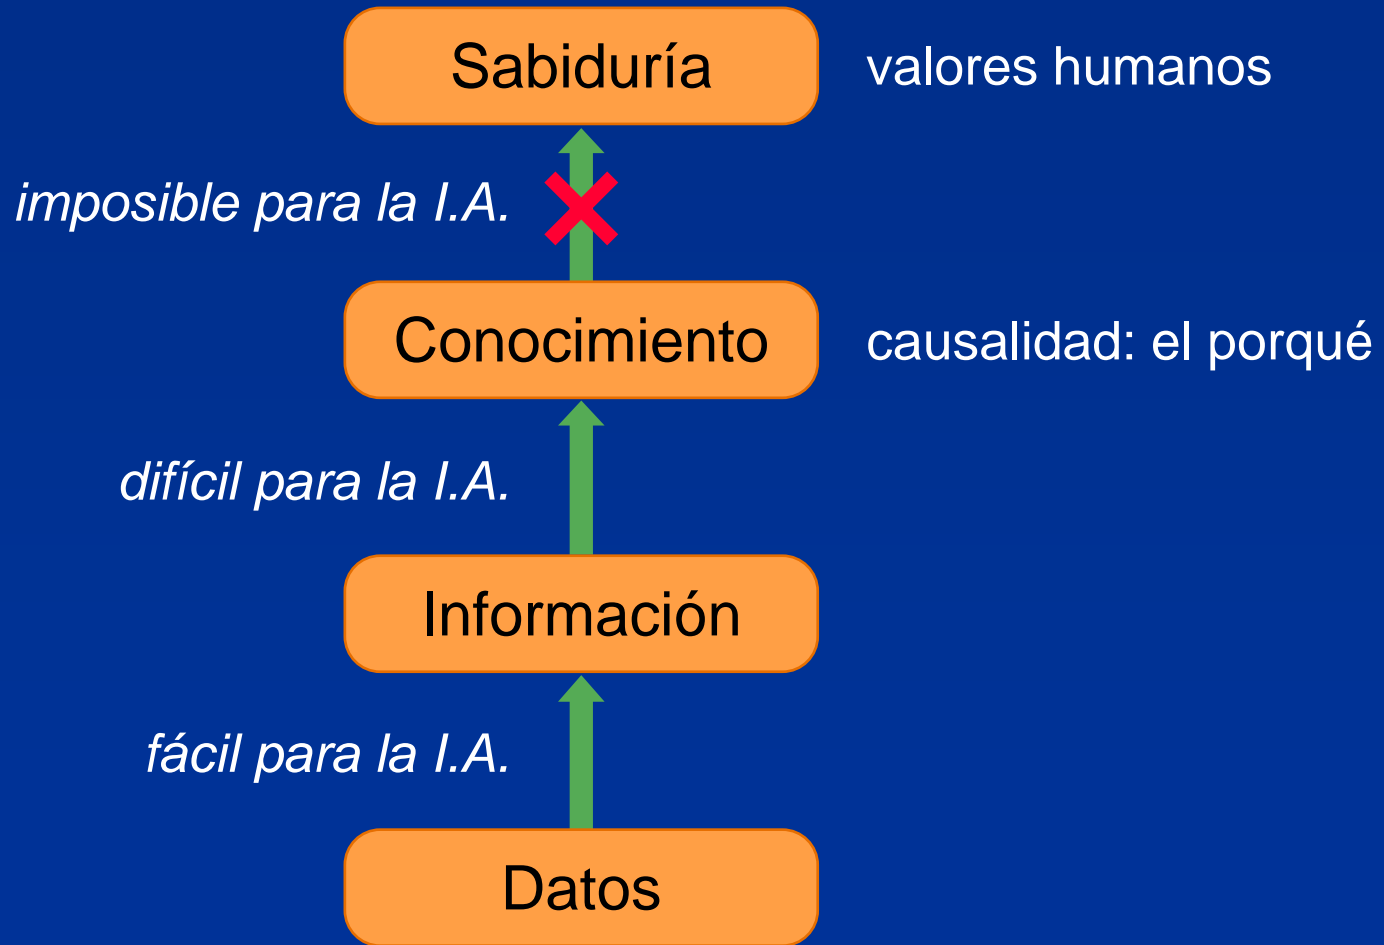 Sabiduría
valores humanos
imposible para la I.A.
Conocimiento
causalidad: el porqué
difícil para la I.A.
Información
fácil para la I.A.
Datos